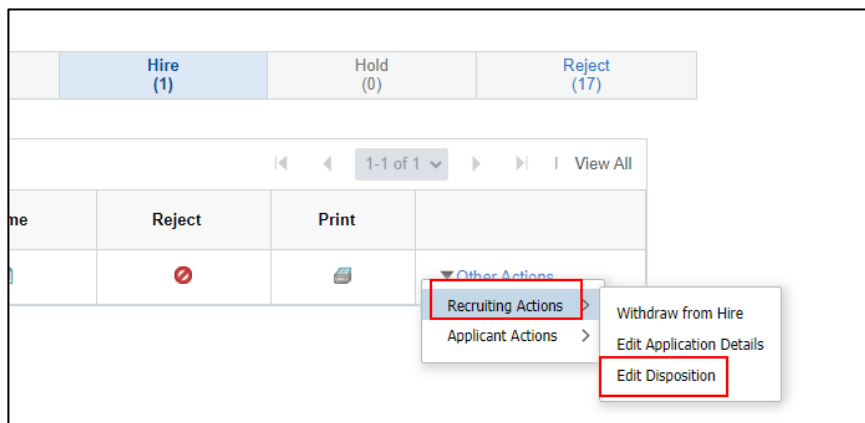 Hire Hold Reject
(1) (0) (17)
1-1 of 1 View All
me Reject Print
Other Actions
Recruiting Actions
Withdraw from Hire
Applicant Actions
Edit Application Details
Edit Disposition